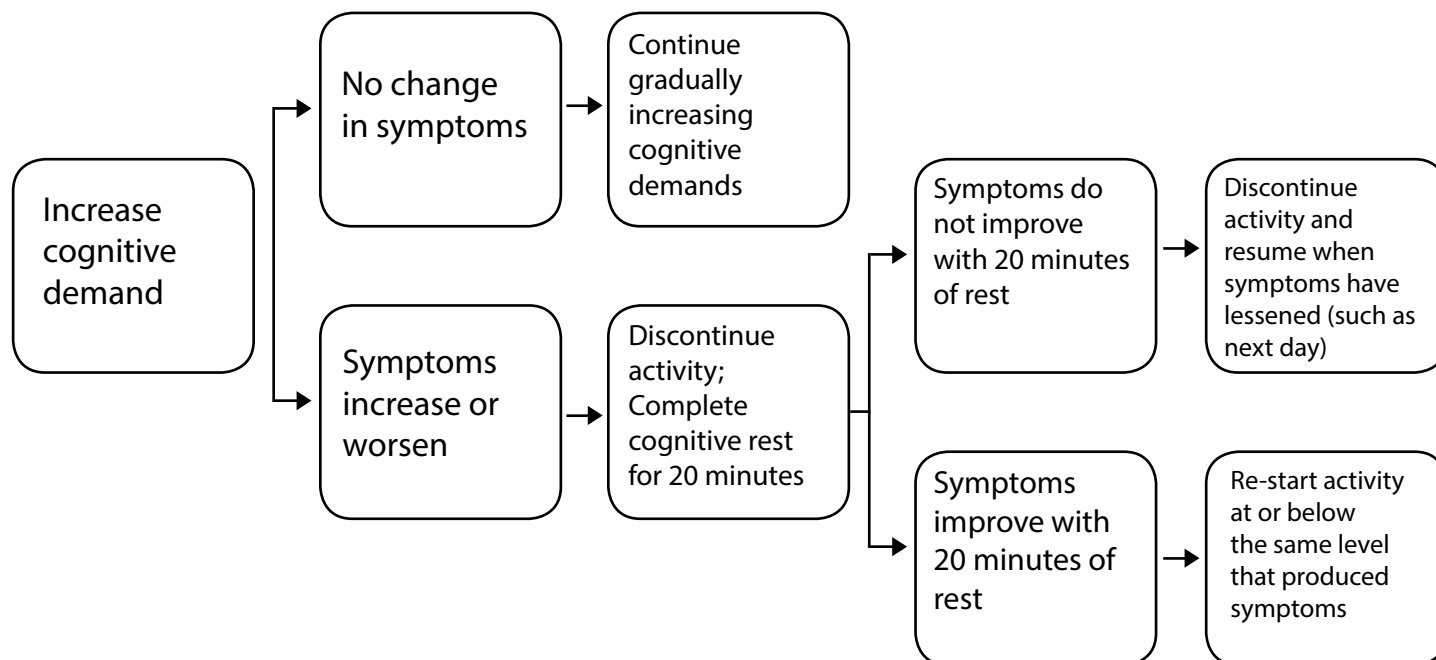 Increase
cognitive
demand
No change
in symptoms
Continue
gradually
increasing
cognitive
demands
Symptoms
increase or
worsen
Discontinue
activity;
Complete
cognitive rest
for 20 minutes
Symptoms do
not improve
with 20 minutes
of rest
Discontinue
activity and
resume when
symptoms have
lessened (such as
next day)
Symptoms
improve with
20 minutes of
rest
Re-start activity
at or below
the same level
that produced
symptoms